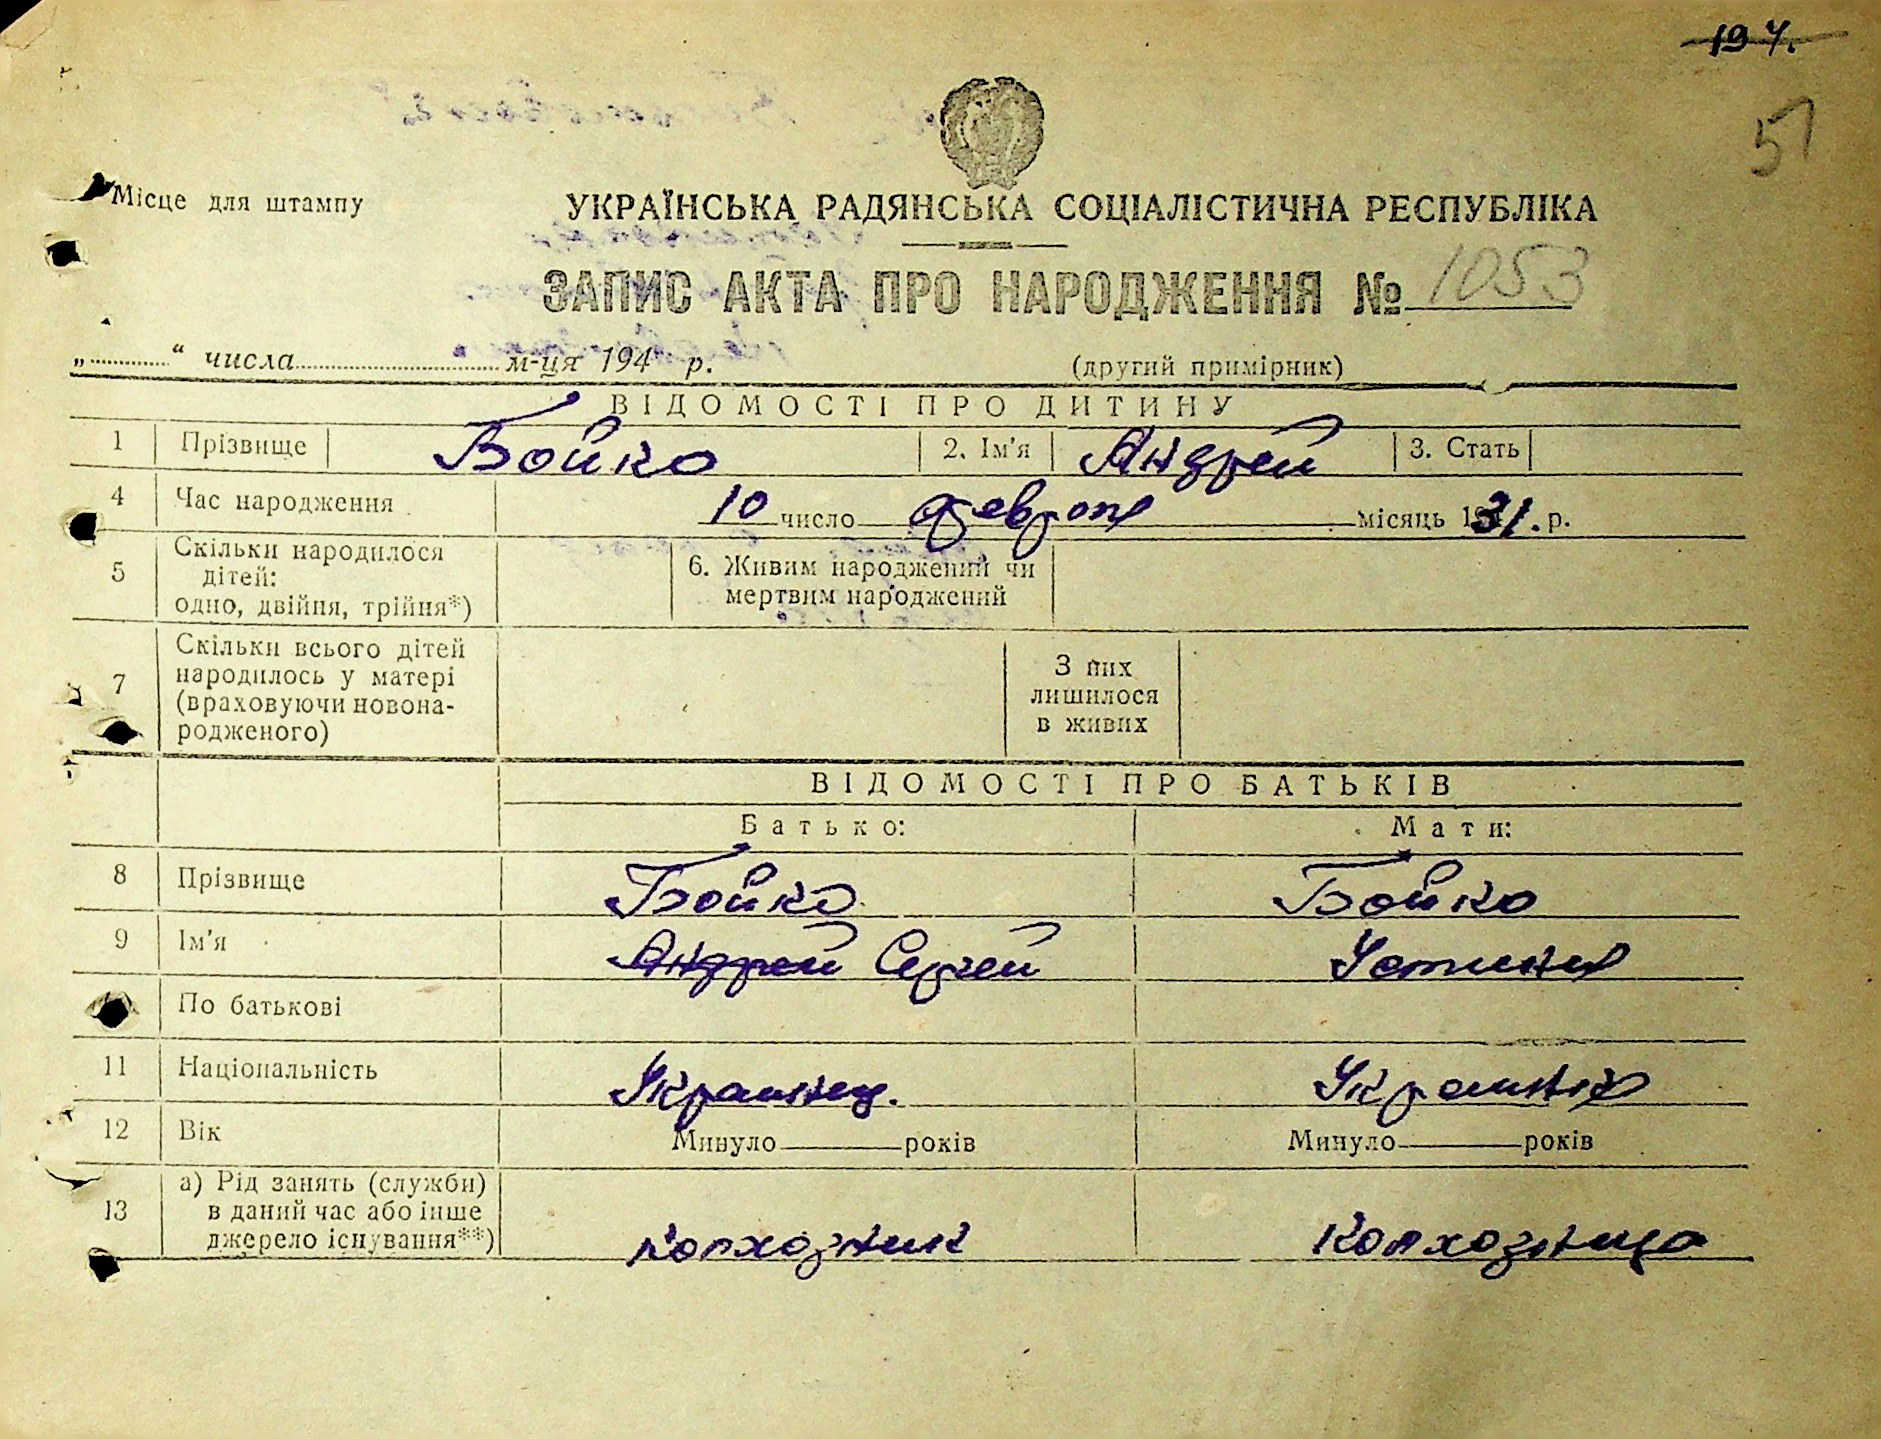 194.
51
Місце для штампу
УКРАЇНСЬКА РАДЯНСЬКА СОЦІАЛІСТИЧНА РЕСПУБЛІКА
ЗАПИС АКТА ПРО НАРОДЖЕННЯ № 1053
„ “ числа м-ця 194 р. (другий примірник)
ВІДОМОСТІ ПРО ДИТИНУ
1 Прізвище Бойко 2. Ім'я Андрей 3. Стать
4 Час народження 10 число февраля місяць 1931. р.
5 Скільки народилося дітей: одно, двійня, трійня*) 6. Живим народжений чи мертвим народжений
7 Скільки всього дітей народилось у матері (враховуючи новонародженого) З них лишилося в живих
ВІДОМОСТІ ПРО БАТЬКІВ
Батько: Мати:
8 Прізвище Бойко Бойко
9 Ім'я Андрей Сергей Устинья
По батькові
11 Національність Украинец. Украинка
12 Вік Минуло років Минуло років
13 а) Рід занять (служби) в даний час або інше джерело існування**) колхозник Колхозница